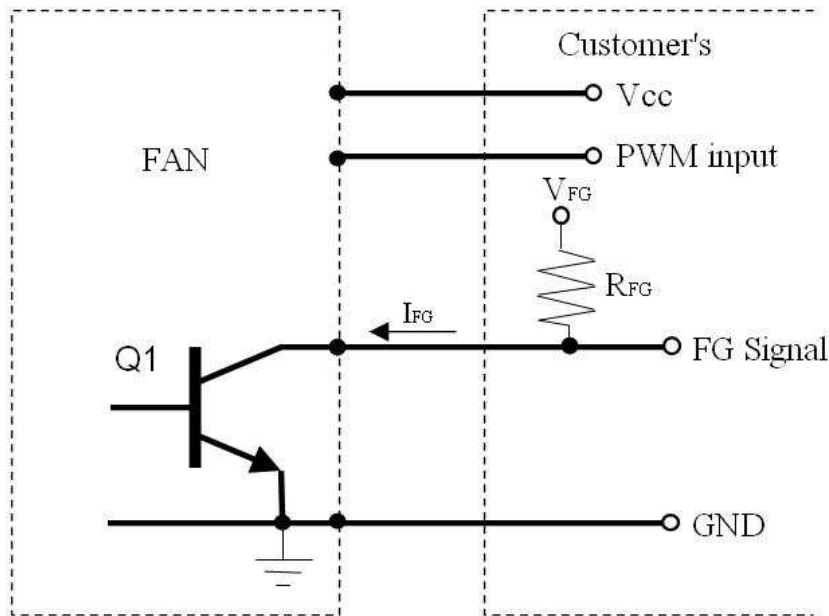 Customer's
Vcc
FAN
PWM input
VFG
RFG
IFG
Q1
FG Signal
GND